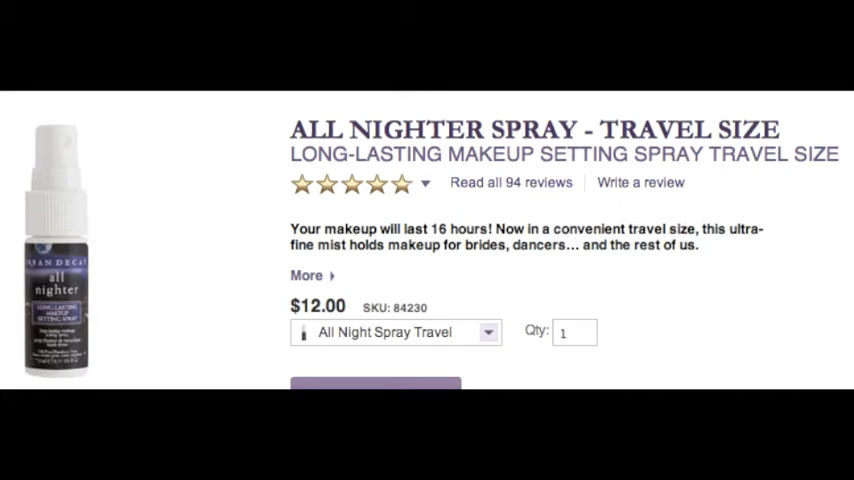 ALL NIGHTER SPRAY - TRAVEL SIZE
LONG-LASTING MAKEUP SETTING SPRAY TRAVEL SIZE
Read all 94 reviews
Write a review
Your makeup will last 16 hours! Now in a convenient travel size, this ultra-
fine mist holds makeup for brides, dancers... and the rest of us.
More
$12.00 SKU: 84230
All Night Spray Travel
Qty: 1
URBAN DECAY
all
nighter
LONG-LASTING
MAKEUP
SETTING SPRAY